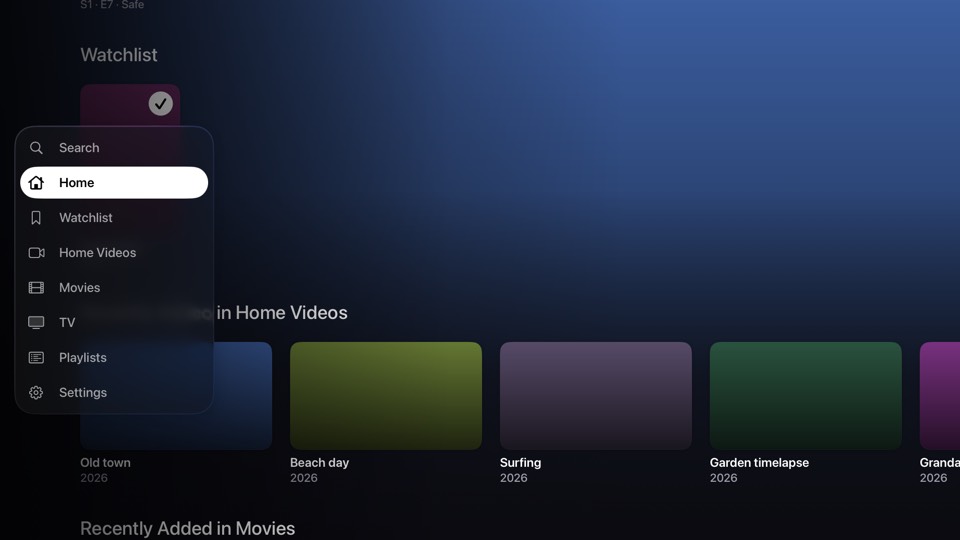 S1 · E7 · Safe
Watchlist
Search
Home
Watchlist
Home Videos
Movies
TV
Playlists
Settings
in Home Videos
Old town
2026
Beach day
2026
Surfing
2026
Garden timelapse
2026
Granda
2026
Recently Added in Movies